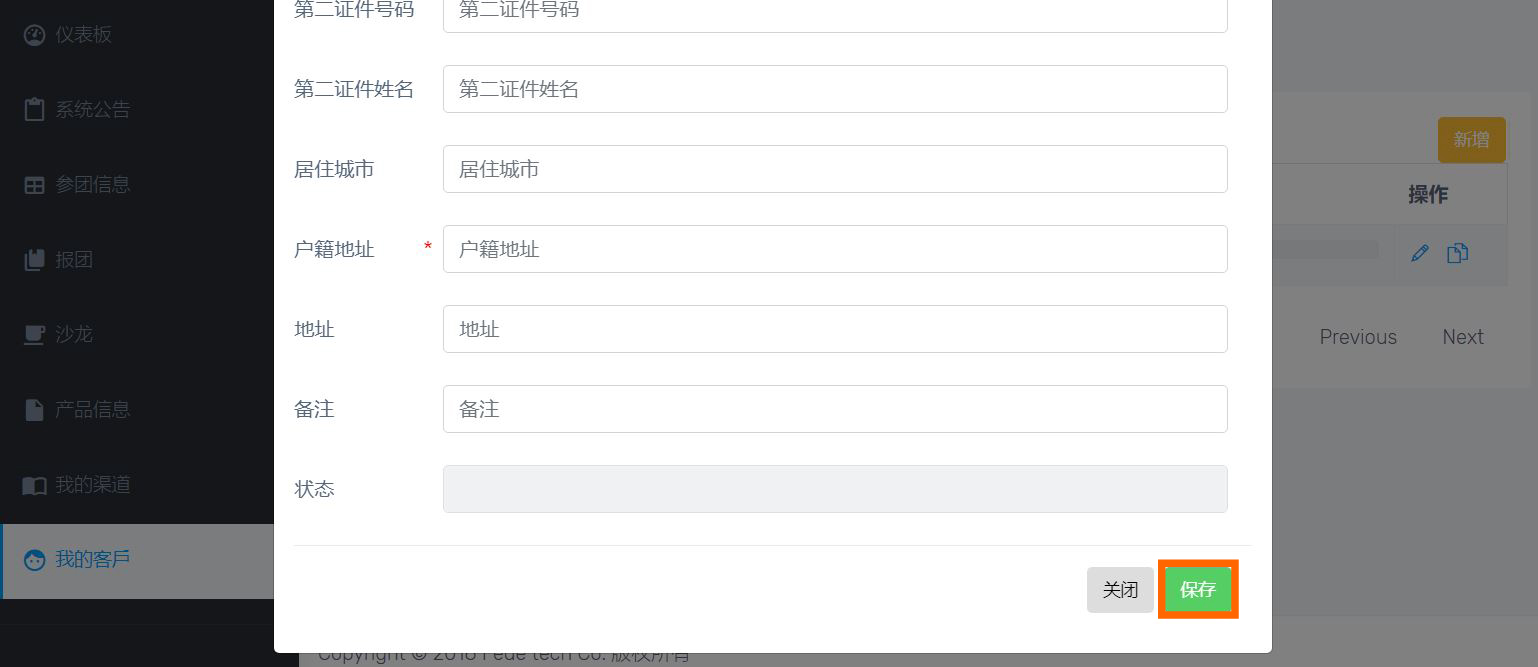 仪表板
系统公告
参团信息
报团
沙龙
产品信息
我的渠道
我的客戶
第二证件号码 第二证件号码
第二证件姓名 第二证件姓名
居住城市 居住城市
户籍地址 * 户籍地址
地址 地址
备注 备注
状态
关闭 保存
新增
操作
Previous Next
Copyright © 2018 Fede tech Co. 版权所有